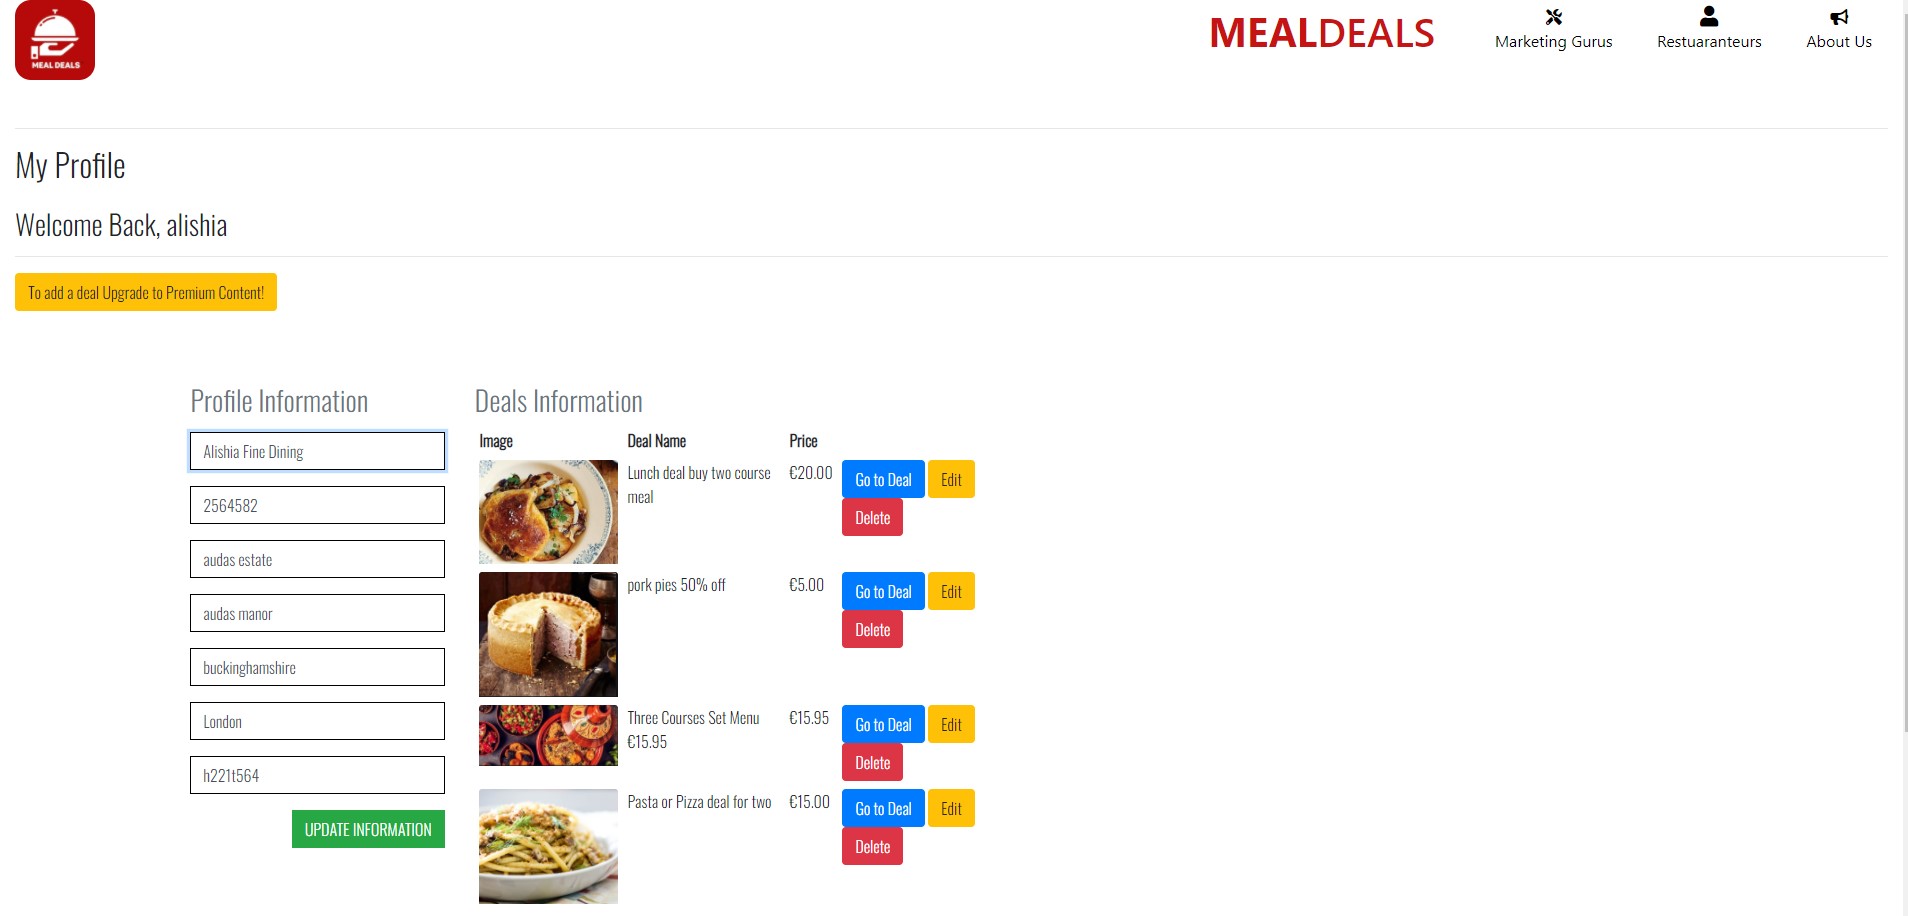 MEAL DEALS
MEALDEALS
Marketing Gurus
Restuaranteurs
About Us
My Profile
Welcome Back, alishia
To add a deal Upgrade to Premium Content!
Profile Information
Alishia Fine Dining
2564582
audas estate
audas manor
buckinghamshire
London
h221t564
UPDATE INFORMATION
Deals Information
Image Deal Name Price
Lunch deal buy two course
meal
€20.00
Go to Deal
Edit
Delete
pork pies 50% off
€5.00
Go to Deal
Edit
Delete
Three Courses Set Menu
€15.95
€15.95
Go to Deal
Edit
Delete
Pasta or Pizza deal for two
€15.00
Go to Deal
Edit
Delete